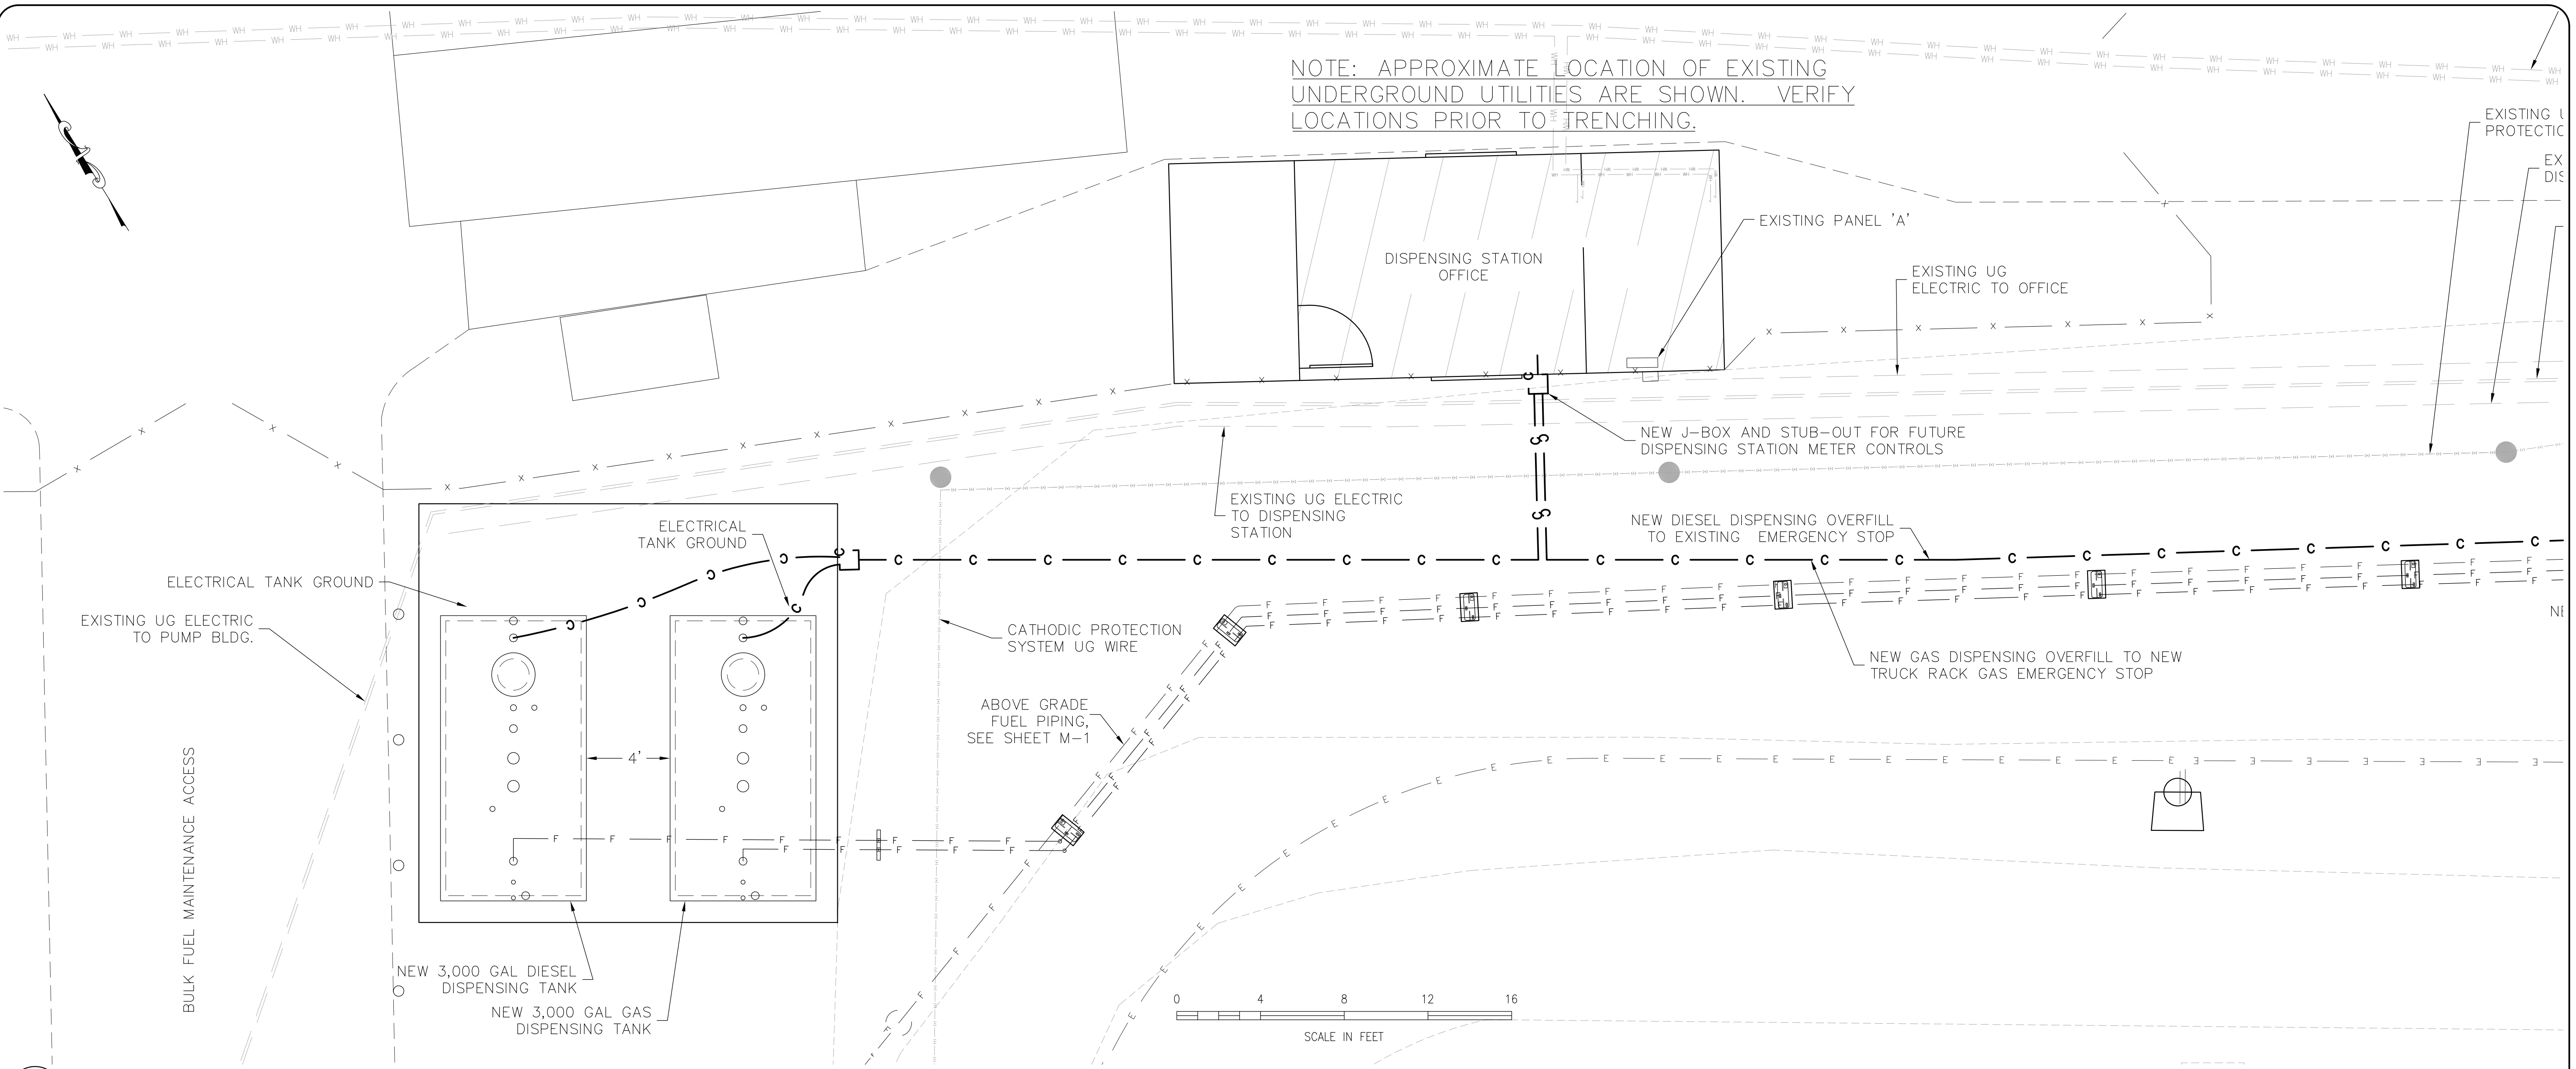 NOTE: APPROXIMATE LOCATION OF EXISTING
UNDERGROUND UTILITIES ARE SHOWN. VERIFY
LOCATIONS PRIOR TO TRENCHING.
EXISTING U
PROTECTIO
EX
DIS
EXISTING PANEL 'A'
DISPENSING STATION
OFFICE
EXISTING UG
ELECTRIC TO OFFICE
NEW J-BOX AND STUB-OUT FOR FUTURE
DISPENSING STATION METER CONTROLS
EXISTING UG ELECTRIC
TO DISPENSING
STATION
NEW DIESEL DISPENSING OVERFILL
TO EXISTING EMERGENCY STOP
ELECTRICAL
TANK GROUND
ELECTRICAL TANK GROUND
EXISTING UG ELECTRIC
TO PUMP BLDG.
CATHODIC PROTECTION
SYSTEM UG WIRE
NE
NEW GAS DISPENSING OVERFILL TO NEW
TRUCK RACK GAS EMERGENCY STOP
ABOVE GRADE
FUEL PIPING,
SEE SHEET M-1
4'
BULK FUEL MAINTENANCE ACCESS
NEW 3,000 GAL DIESEL
DISPENSING TANK
NEW 3,000 GAL GAS
DISPENSING TANK
0 4 8 12 16
SCALE IN FEET